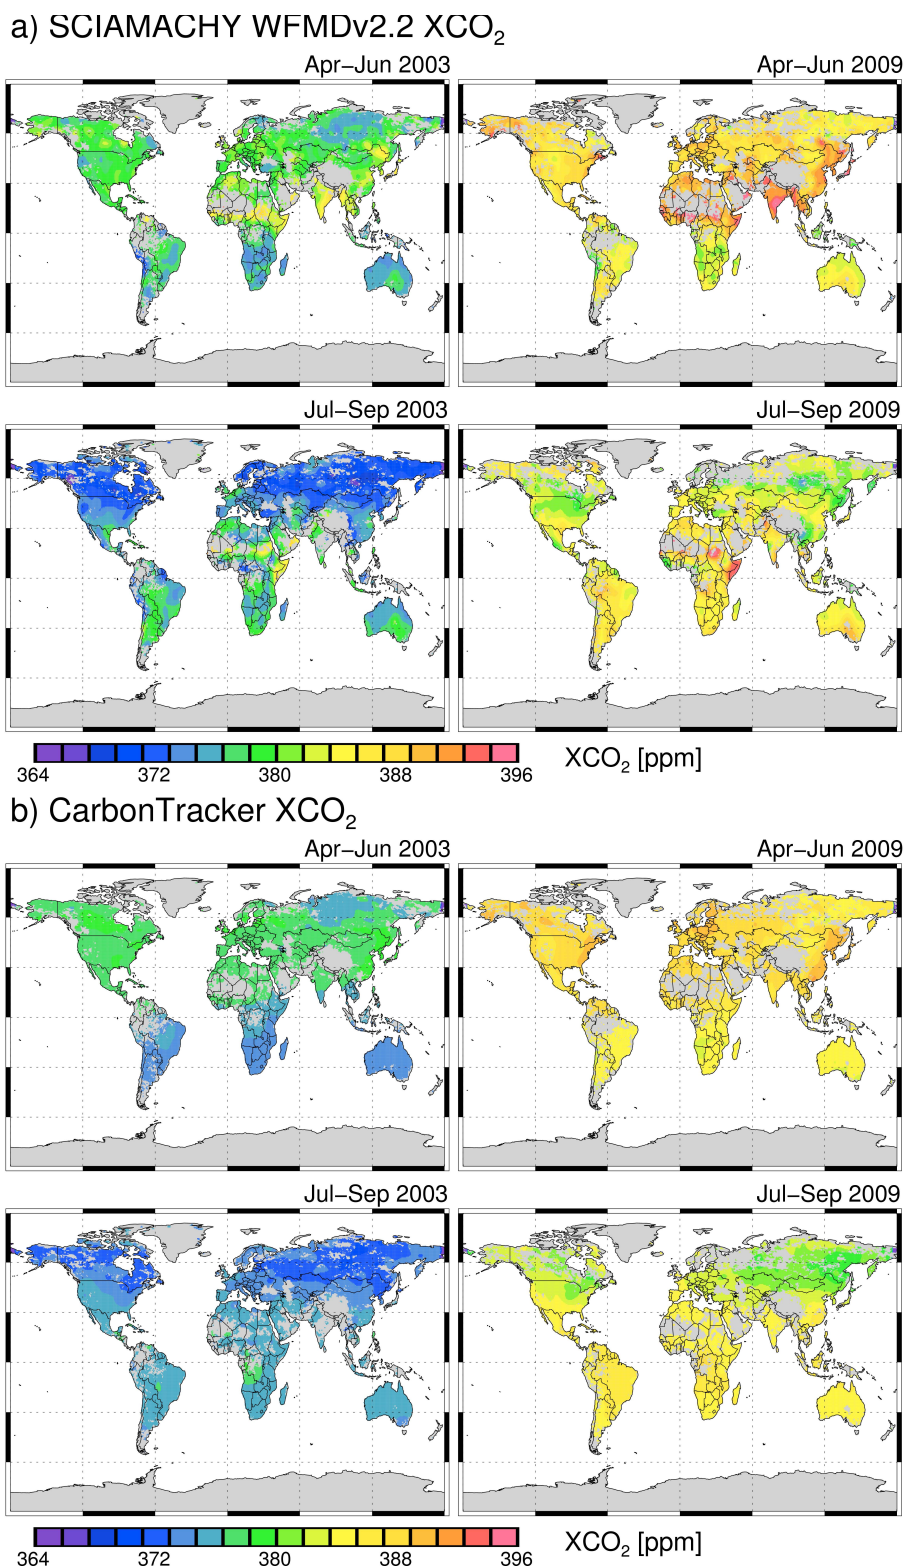 a) SCIAMACHY WFMDv2.2 XCO₂
Apr−Jun 2003
Apr−Jun 2009
Jul−Sep 2003
Jul−Sep 2009
364 372 380 388 396 XCO₂ [ppm]
b) CarbonTracker XCO₂
Apr−Jun 2003
Apr−Jun 2009
Jul−Sep 2003
Jul−Sep 2009
364 372 380 388 396 XCO₂ [ppm]